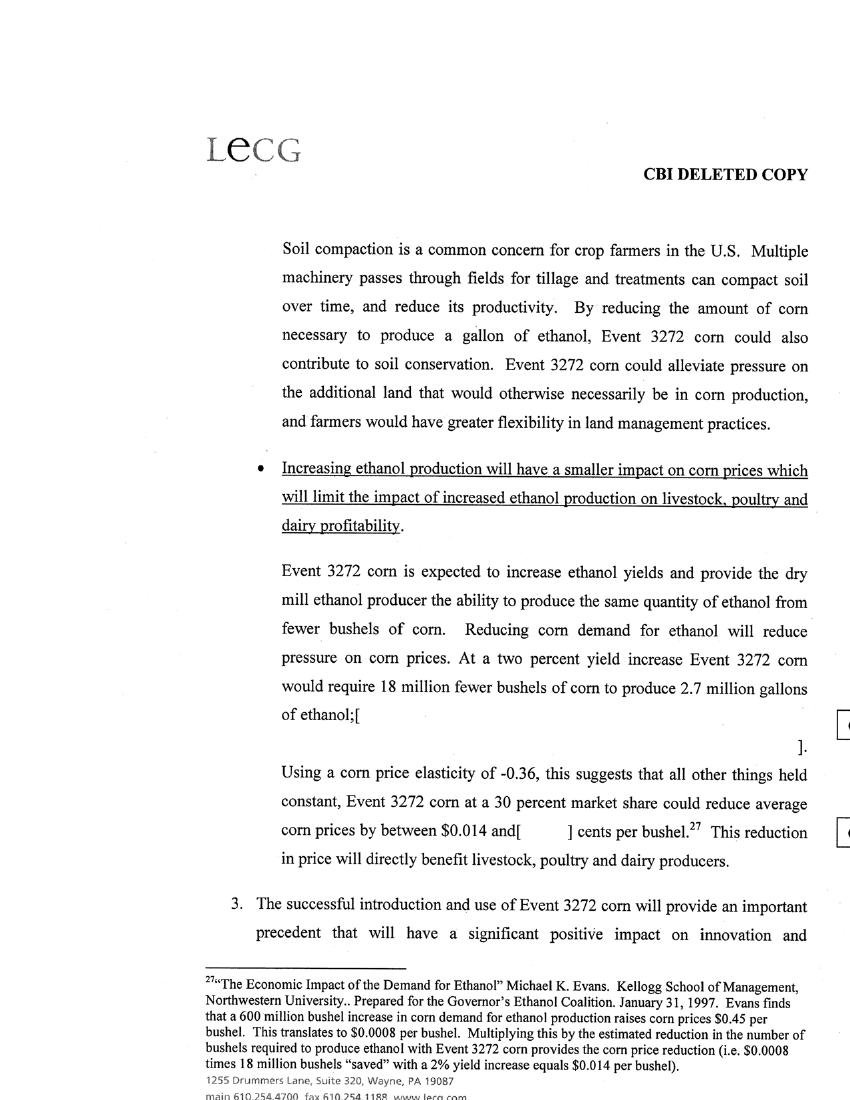 LeCG
CBI DELETED COPY
Soil compaction is a common concern for crop farmers in the U.S. Multiple
machinery passes through fields for tillage and treatments can compact soil
over time, and reduce its productivity. By reducing the amount of corn
necessary to produce a gallon of ethanol, Event 3272 corn could also
contribute to soil conservation. Event 3272 corn could alleviate pressure on
the additional land that would otherwise necessarily be in corn production,
and farmers would have greater flexibility in land management practices.
• Increasing ethanol production will have a smaller impact on corn prices which
will limit the impact of increased ethanol production on livestock, poultry and
dairy profitability.
Event 3272 corn is expected to increase ethanol yields and provide the dry
mill ethanol producer the ability to produce the same quantity of ethanol from
fewer bushels of corn. Reducing corn demand for ethanol will reduce
pressure on corn prices. At a two percent yield increase Event 3272 corn
would require 18 million fewer bushels of corn to produce 2.7 million gallons
of ethanol;[
].
Using a corn price elasticity of -0.36, this suggests that all other things held
constant, Event 3272 corn at a 30 percent market share could reduce average
corn prices by between $0.014 and[ ] cents per bushel.27 This reduction
in price will directly benefit livestock, poultry and dairy producers.
3. The successful introduction and use of Event 3272 corn will provide an important
precedent that will have a significant positive impact on innovation and
27“The Economic Impact of the Demand for Ethanol” Michael K. Evans. Kellogg School of Management,
Northwestern University.. Prepared for the Governor’s Ethanol Coalition. January 31, 1997. Evans finds
that a 600 million bushel increase in corn demand for ethanol production raises corn prices $0.45 per
bushel. This translates to $0.0008 per bushel. Multiplying this by the estimated reduction in the number of
bushels required to produce ethanol with Event 3272 corn provides the corn price reduction (i.e. $0.0008
times 18 million bushels “saved” with a 2% yield increase equals $0.014 per bushel).
1255 Drummers Lane, Suite 320, Wayne, PA 19087
main 610.254.4700 fax 610.254.1188 www.lecg.com